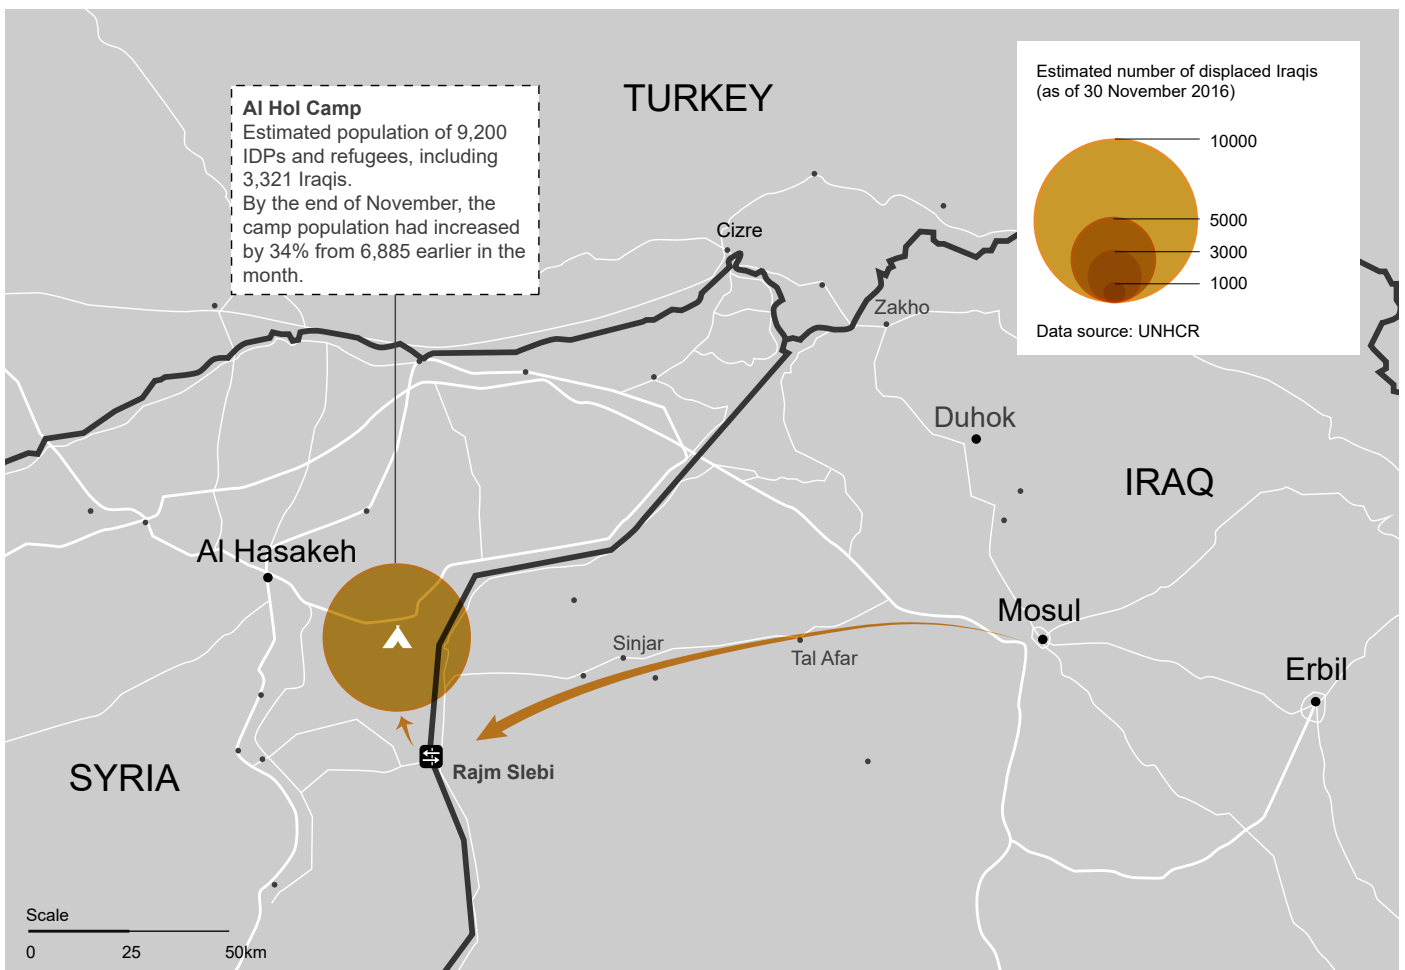 TURKEY
Al Hol Camp
Estimated population of 9,200
IDPs and refugees, including
3,321 Iraqis.
By the end of November, the
camp population had increased
by 34% from 6,885 earlier in the
month.
Estimated number of displaced Iraqis
(as of 30 November 2016)
10000
5000
3000
1000
Data source: UNHCR
Cizre
Zakho
Duhok
IRAQ
Al Hasakeh
Mosul
Sinjar
Tal Afar
Erbil
Rajm Slebi
SYRIA
Scale
0 25 50km